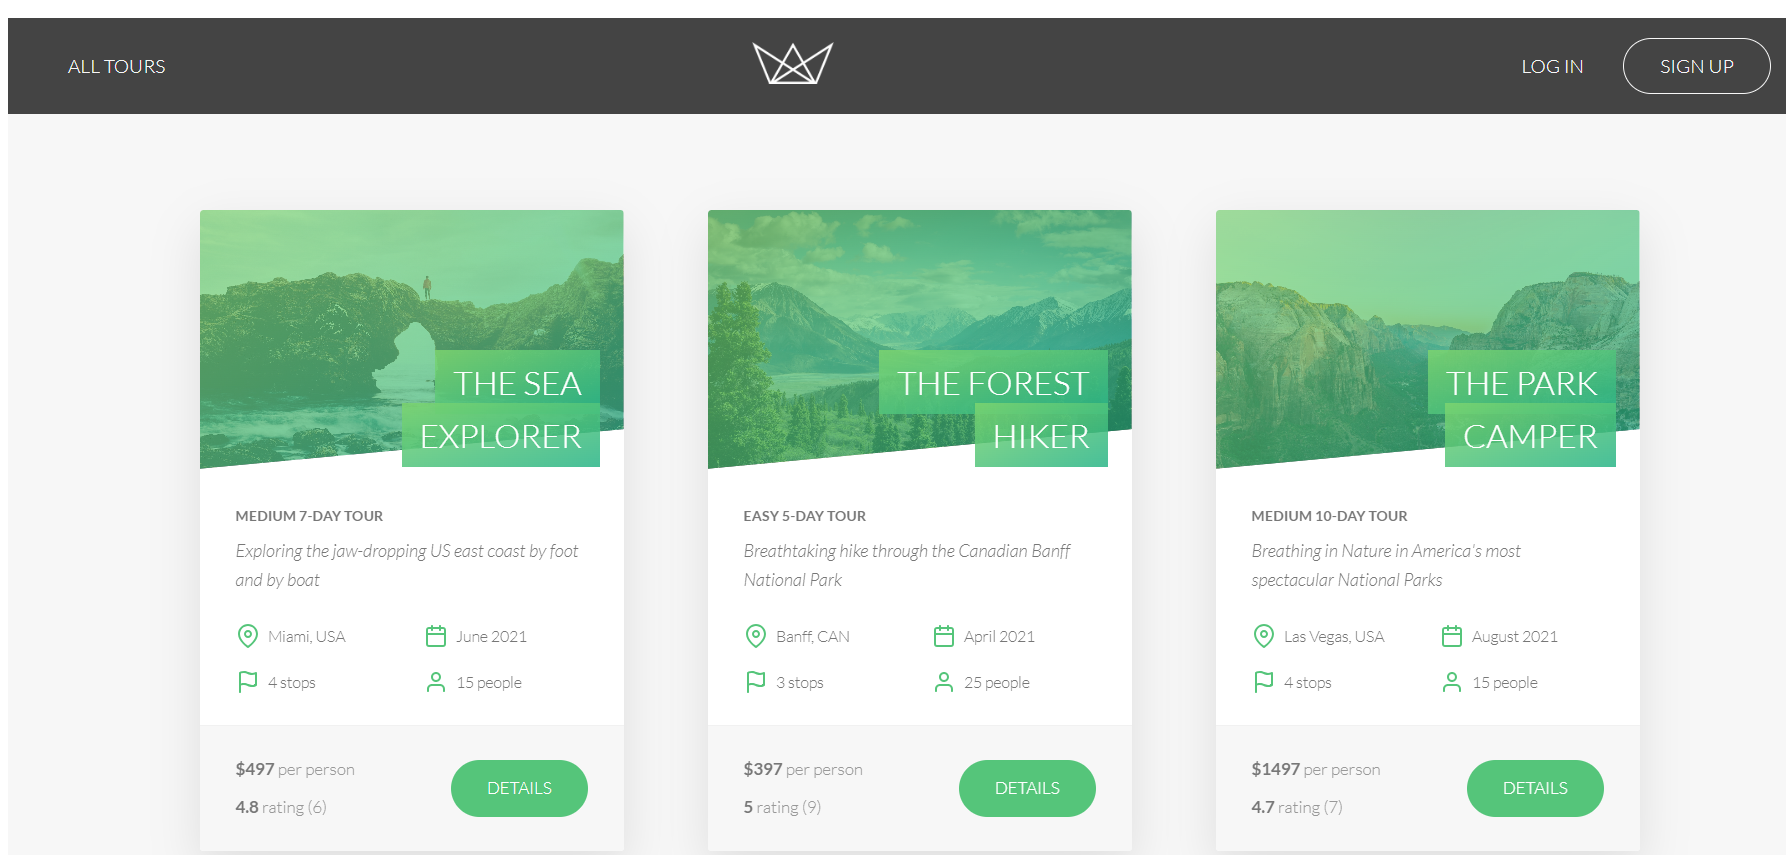 ALL TOURS
LOG IN
SIGN UP
THE SEA
EXPLORER
MEDIUM 7-DAY TOUR
Exploring the jaw-dropping US east coast by foot
and by boat
Miami, USA
June 2021
4 stops
15 people
$497 per person
4.8 rating (6)
DETAILS
THE FOREST
HIKER
EASY 5-DAY TOUR
Breathtaking hike through the Canadian Banff
National Park
Banff, CAN
April 2021
3 stops
25 people
$397 per person
5 rating (9)
DETAILS
THE PARK
CAMPER
MEDIUM 10-DAY TOUR
Breathing in Nature in America's most
spectacular National Parks
Las Vegas, USA
August 2021
4 stops
15 people
$1497 per person
4.7 rating (7)
DETAILS